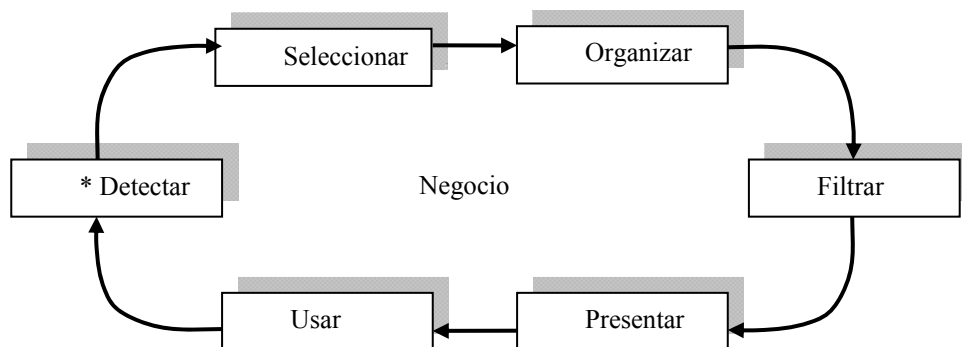 Seleccionar
Organizar
* Detectar
Negocio
Filtrar
Usar
Presentar